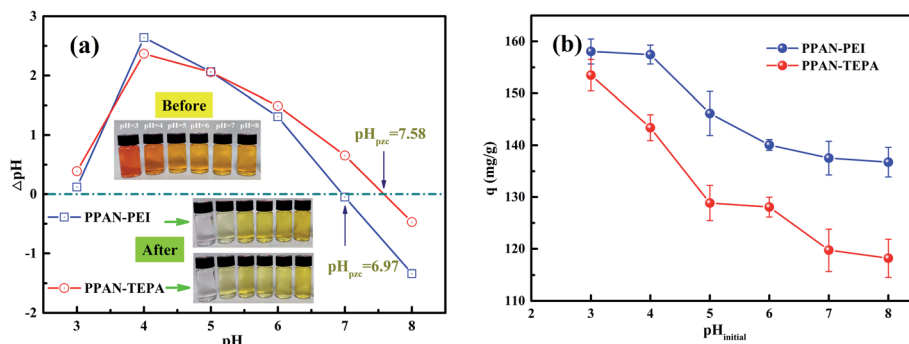 (a)
3
2
1
0
-1
-2
△pH
Before
pH=3 pH=4 pH=5 pH=6 pH=7 pH=8
pHpzc=7.58
PPAN-PEI
After
PPAN-TEPA
pHpzc=6.97
3 4 5 6 7 8
pH
(b)
160
150
140
130
120
110
q (mg/g)
PPAN-PEI
PPAN-TEPA
2 3 4 5 6 7 8
pHinitial